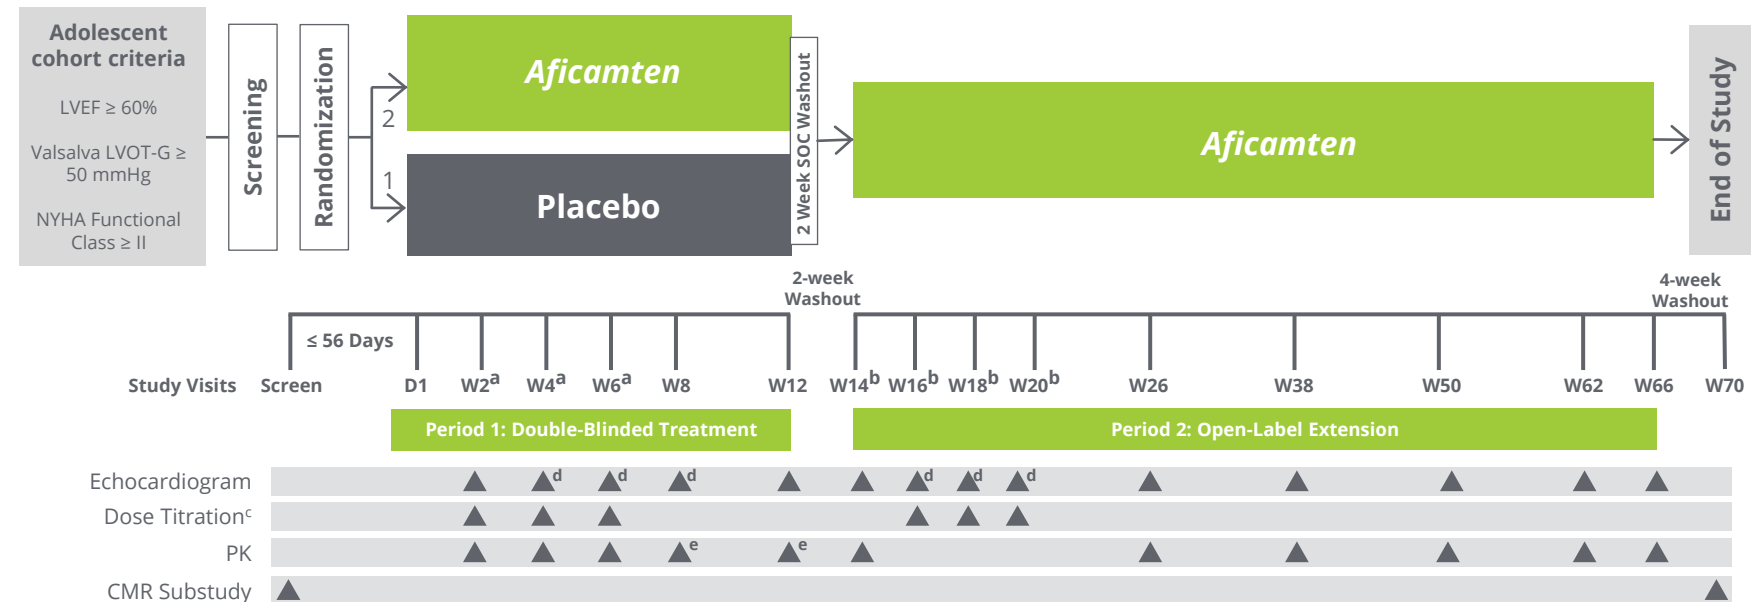 Adolescent
cohort criteria
LVEF ≥ 60%
Valsalva LVOT-G ≥
50 mmHg
NYHA Functional
Class ≥ II
Screening
Randomization
2
1
Aficamten
Placebo
2 Week SOC Washout
Aficamten
End of Study
2-week
Washout
4-week
Washout
≤ 56 Days
Study Visits Screen D1 W2a W4a W6a W8 W12 W14b W16b W18b W20b W26 W38 W50 W62 W66 W70
Period 1: Double-Blinded Treatment Period 2: Open-Label Extension
Echocardiogram d d d d d d
Dose Titrationc
PK e e
CMR Substudy